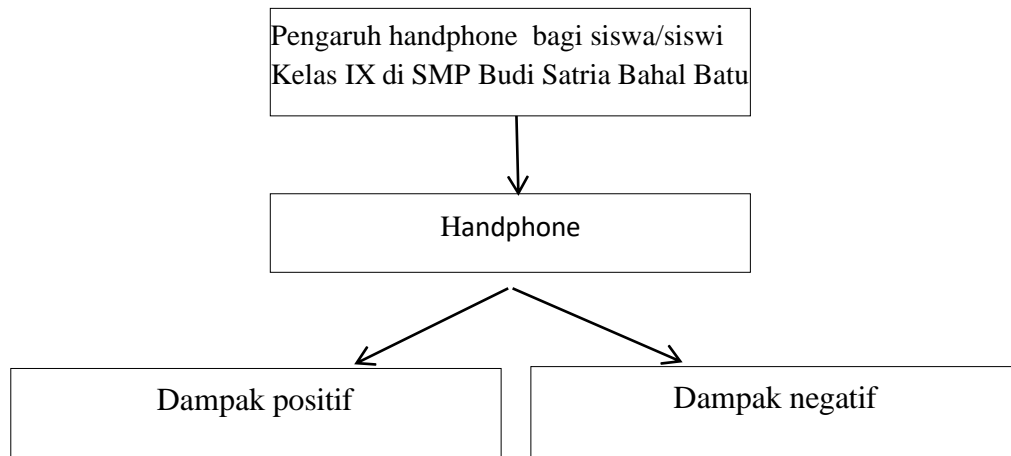 Pengaruh handphone  bagi siswa/siswi
Kelas IX di SMP Budi Satria Bahal Batu
Handphone
Dampak positif
Dampak negatif